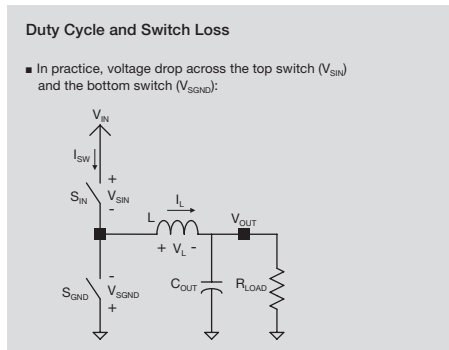 Duty Cycle and Switch Loss
■ In practice, voltage drop across the top switch (VSIN)
and the bottom switch (VSGND):
VIN
ISW
+
SIN VSIN
-
L IL VOUT
+ VL -
-
SGND VSGND COUT RLOAD
+